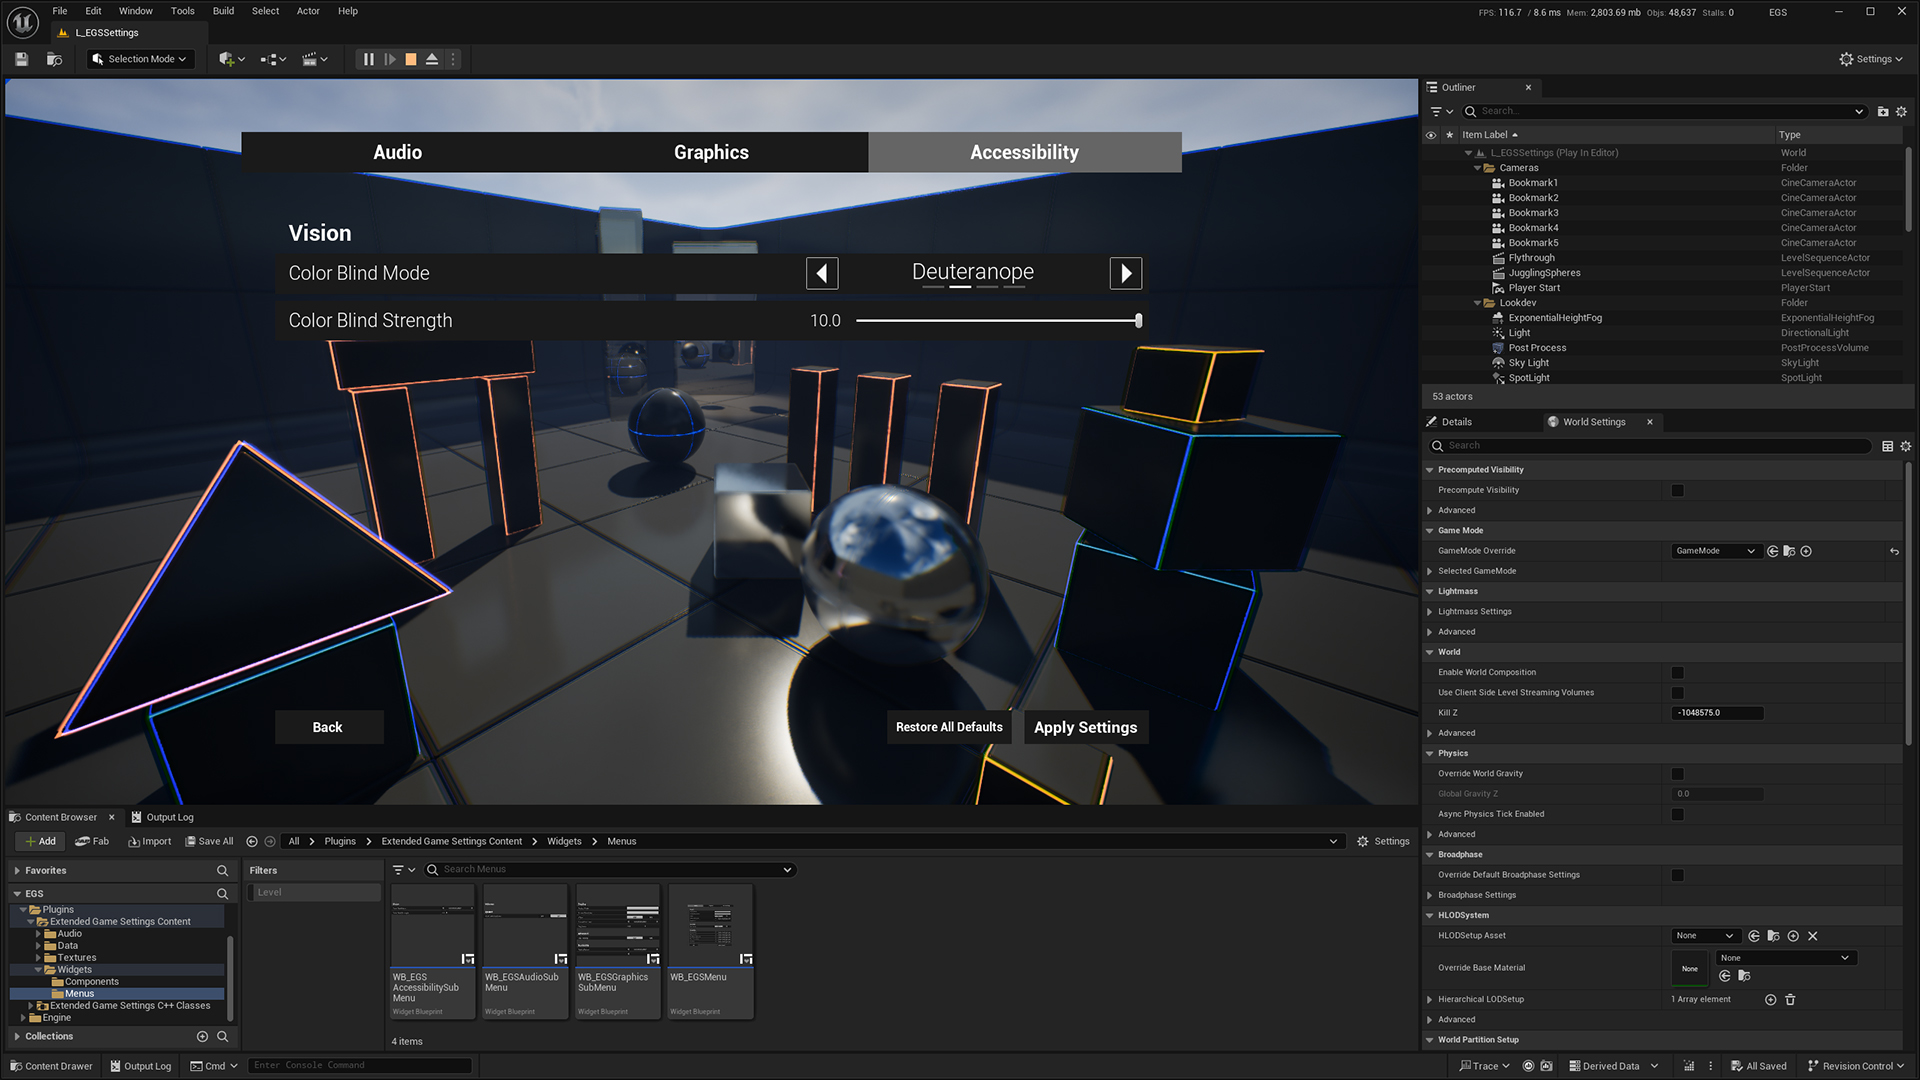 File Edit Window Tools Build Select Actor Help
FPS: 116.7 / 8.6 ms Mem: 2,803.69 mb Objs: 48,637 Stalls: 0 EGS
L_EGSSettings
Selection Mode
Settings
Audio Graphics Accessibility
Vision
Color Blind Mode Deuteranope
Color Blind Strength 10.0
Back
Restore All Defaults
Apply Settings
Outliner
Search...
Item Label Type
L_EGSSettings (Play In Editor) World
Cameras Folder
Bookmark1 CineCameraActor
Bookmark2 CineCameraActor
Bookmark3 CineCameraActor
Bookmark4 CineCameraActor
Bookmark5 CineCameraActor
Flythrough LevelSequenceActor
JugglingSpheres LevelSequenceActor
Player Start PlayerStart
Lookdev Folder
ExponentialHeightFog ExponentialHeightFog
Light DirectionalLight
Post Process PostProcessVolume
Sky Light SkyLight
SpotLight SpotLight
53 actors
Details World Settings
Search
Precomputed Visibility
Precompute Visibility
Advanced
Game Mode
GameMode Override GameMode
Selected GameMode
Lightmass
Lightmass Settings
Advanced
World
Enable World Composition
Use Client Side Level Streaming Volumes
Kill Z -1048575.0
Advanced
Physics
Override World Gravity
Global Gravity Z 0.0
Async Physics Tick Enabled
Advanced
Broadphase
Override Default Broadphase Settings
Broadphase Settings
HLODSystem
HLODSetup Asset None
Override Base Material None None
Hierarchical LODSetup 1 Array element
Advanced
World Partition Setup
Content Browser Output Log
Add Fab Import Save All All Plugins Extended Game Settings Content Widgets Menus Settings
Favorites
EGS
Plugins
Extended Game Settings Content
Audio
Data
Textures
Widgets
Components
Menus
Extended Game Settings C++ Classes
Engine
Collections
Filters
Level
Search Menus
WB_EGS
AccessibilitySub
Menu
Widget Blueprint
WB_EGSAudioSub
Menu
Widget Blueprint
WB_EGSGraphics
SubMenu
Widget Blueprint
WB_EGSMenu
Widget Blueprint
4 items
Content Drawer Output Log Cmd Enter Console Command Trace Derived Data All Saved Revision Control